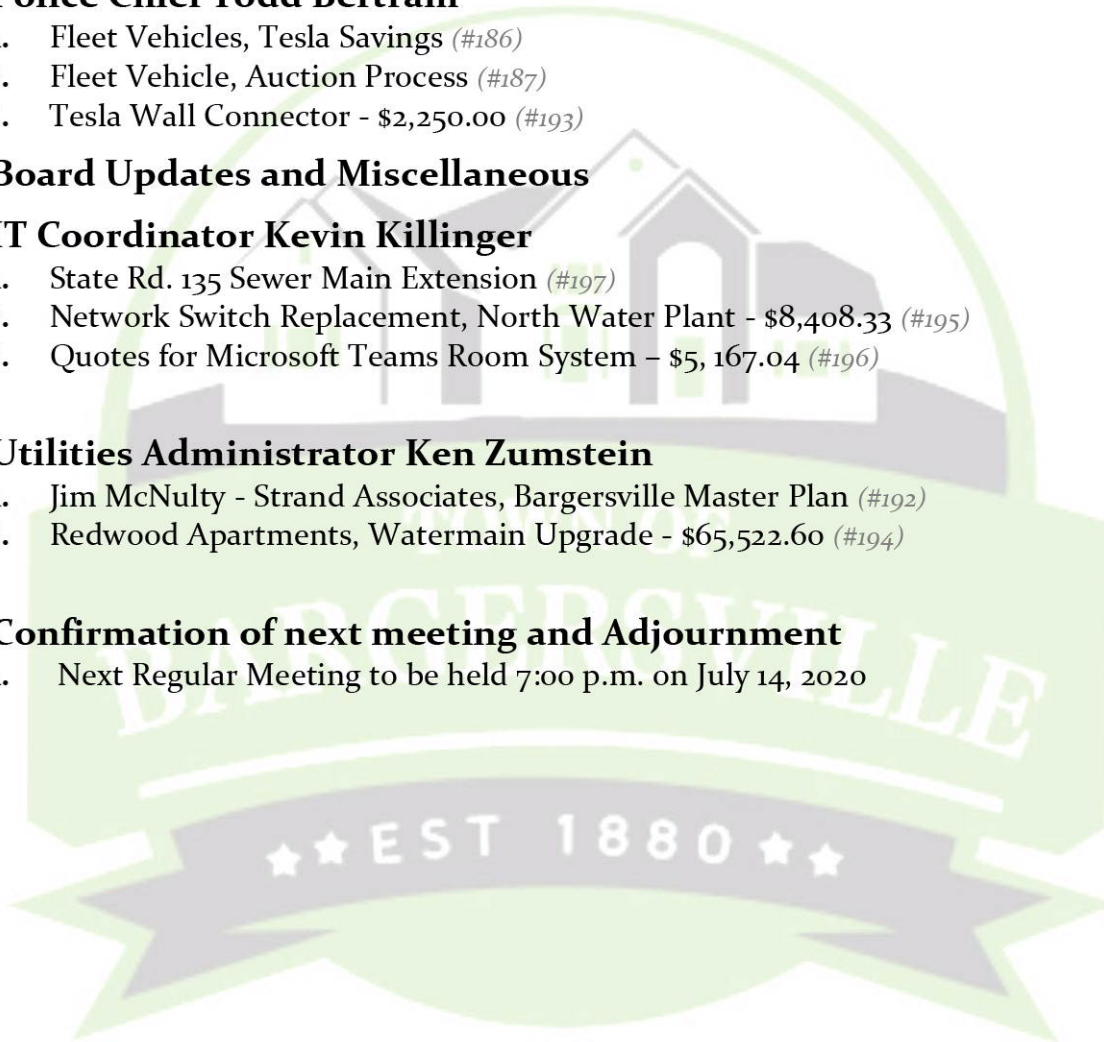 Police Chief Todd Bertram
. Fleet Vehicles, Tesla Savings (#186)
. Fleet Vehicle, Auction Process (#187)
. Tesla Wall Connector - $2,250.00 (#193)
Board Updates and Miscellaneous
IT Coordinator Kevin Killinger
. State Rd. 135 Sewer Main Extension (#197)
. Network Switch Replacement, North Water Plant - $8,408.33 (#195)
. Quotes for Microsoft Teams Room System – $5, 167.04 (#196)
Utilities Administrator Ken Zumstein
. Jim McNulty - Strand Associates, Bargersville Master Plan (#192)
. Redwood Apartments, Watermain Upgrade - $65,522.60 (#194)
TOWN OF
BARGERSVILLE
Confirmation of next meeting and Adjournment
. Next Regular Meeting to be held 7:00 p.m. on July 14, 2020
EST 1880